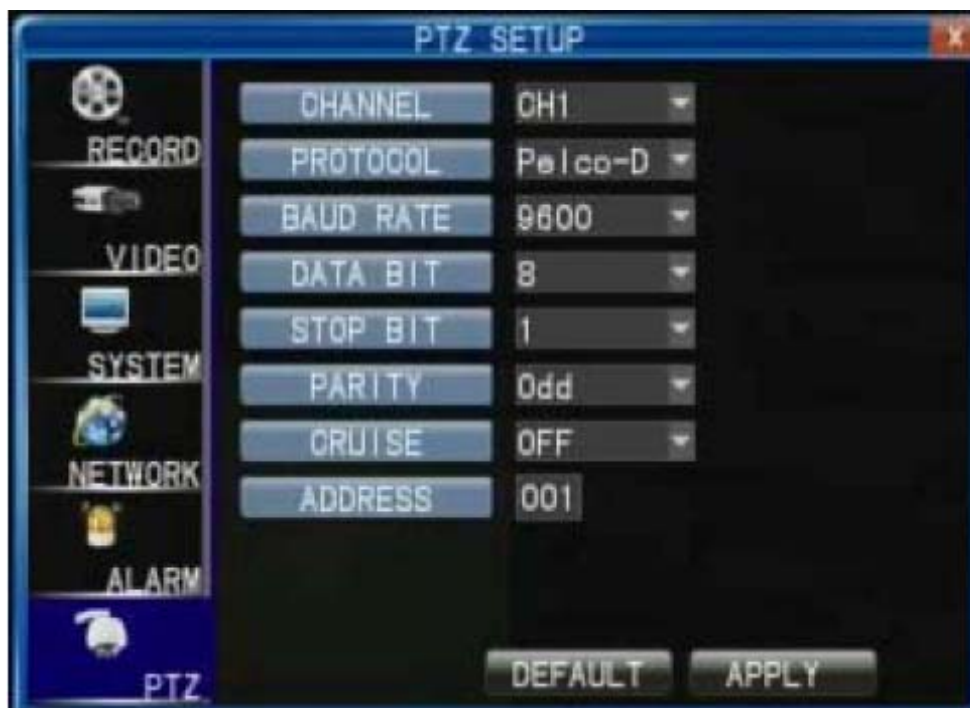 PTZ SETUP
X
RECORD
VIDEO
SYSTEM
NETWORK
ALARM
PTZ
CHANNEL CH1
PROTOCOL Pelco-D
BAUD RATE 9600
DATA BIT 8
STOP BIT 1
PARITY Odd
CRUISE OFF
ADDRESS 001
DEFAULT APPLY